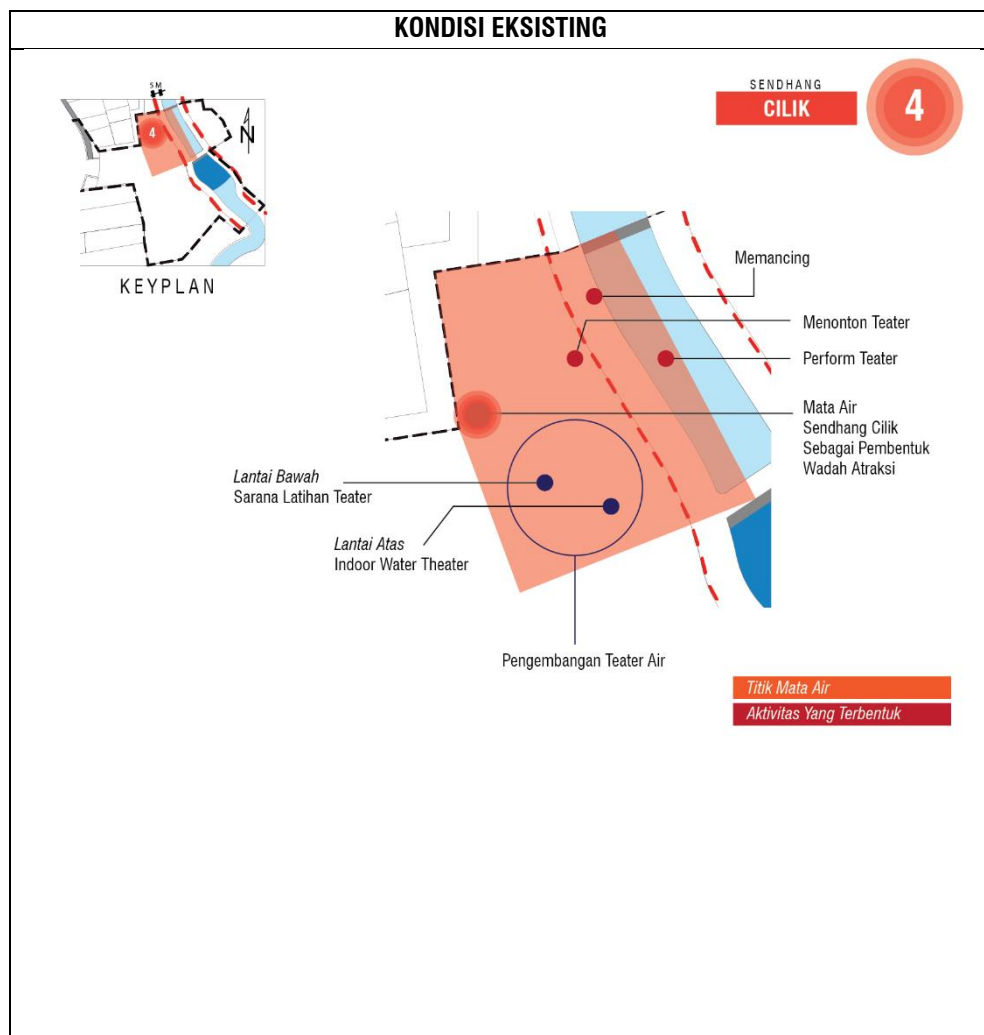 KONDISI EKSISTING
5 M
4
N
KEYPLAN
SENDHANG
CILIK
4
Memancing
Menonton Teater
Perform Teater
Mata Air
Sendhang Cilik
Sebagai Pembentuk
Wadah Atraksi
Lantai Bawah
Sarana Latihan Teater
Lantai Atas
Indoor Water Theater
Pengembangan Teater Air
Titik Mata Air
Aktivitas Yang Terbentuk